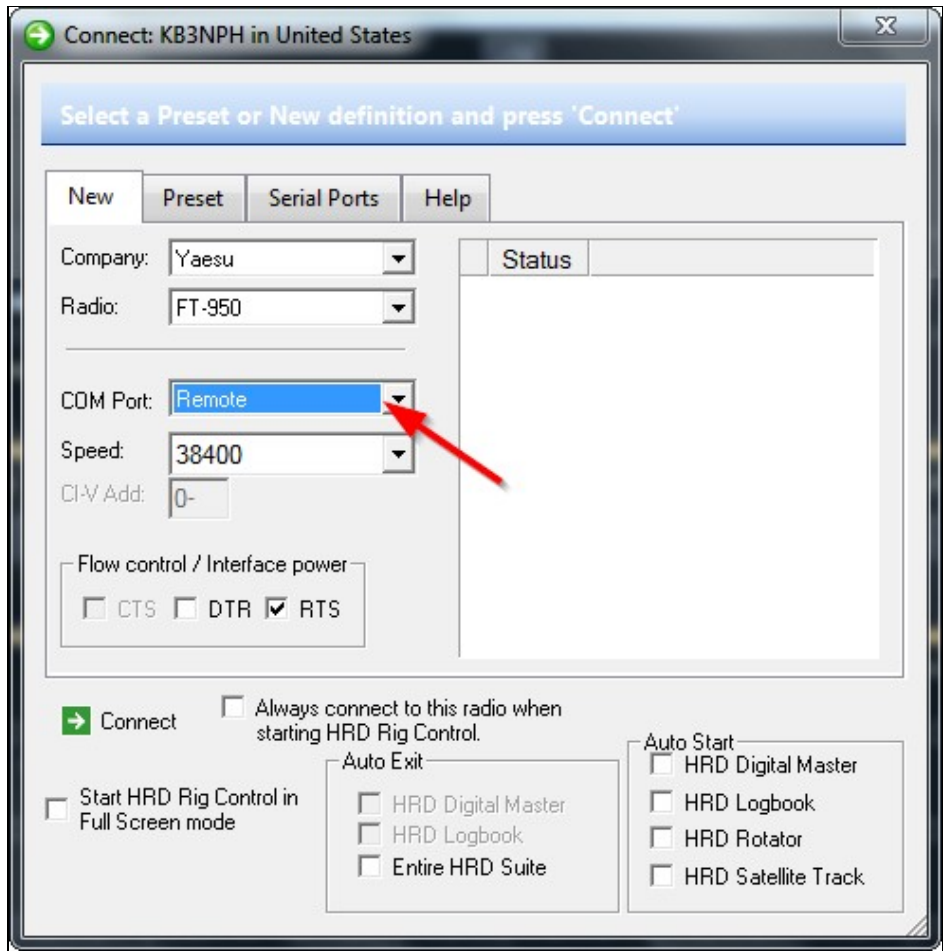 Connect: KB3NPH in United States
Select a Preset or New definition and press 'Connect'
New Preset Serial Ports Help
Company: Yaesu
Radio: FT-950
Status
COM Port: Remote
Speed: 38400
CI-V Add: 0-
Flow control / Interface power
CTS DTR RTS
Connect
Always connect to this radio when
starting HRD Rig Control.
Start HRD Rig Control in
Full Screen mode
Auto Exit
HRD Digital Master
HRD Logbook
Entire HRD Suite
Auto Start
HRD Digital Master
HRD Logbook
HRD Rotator
HRD Satellite Track